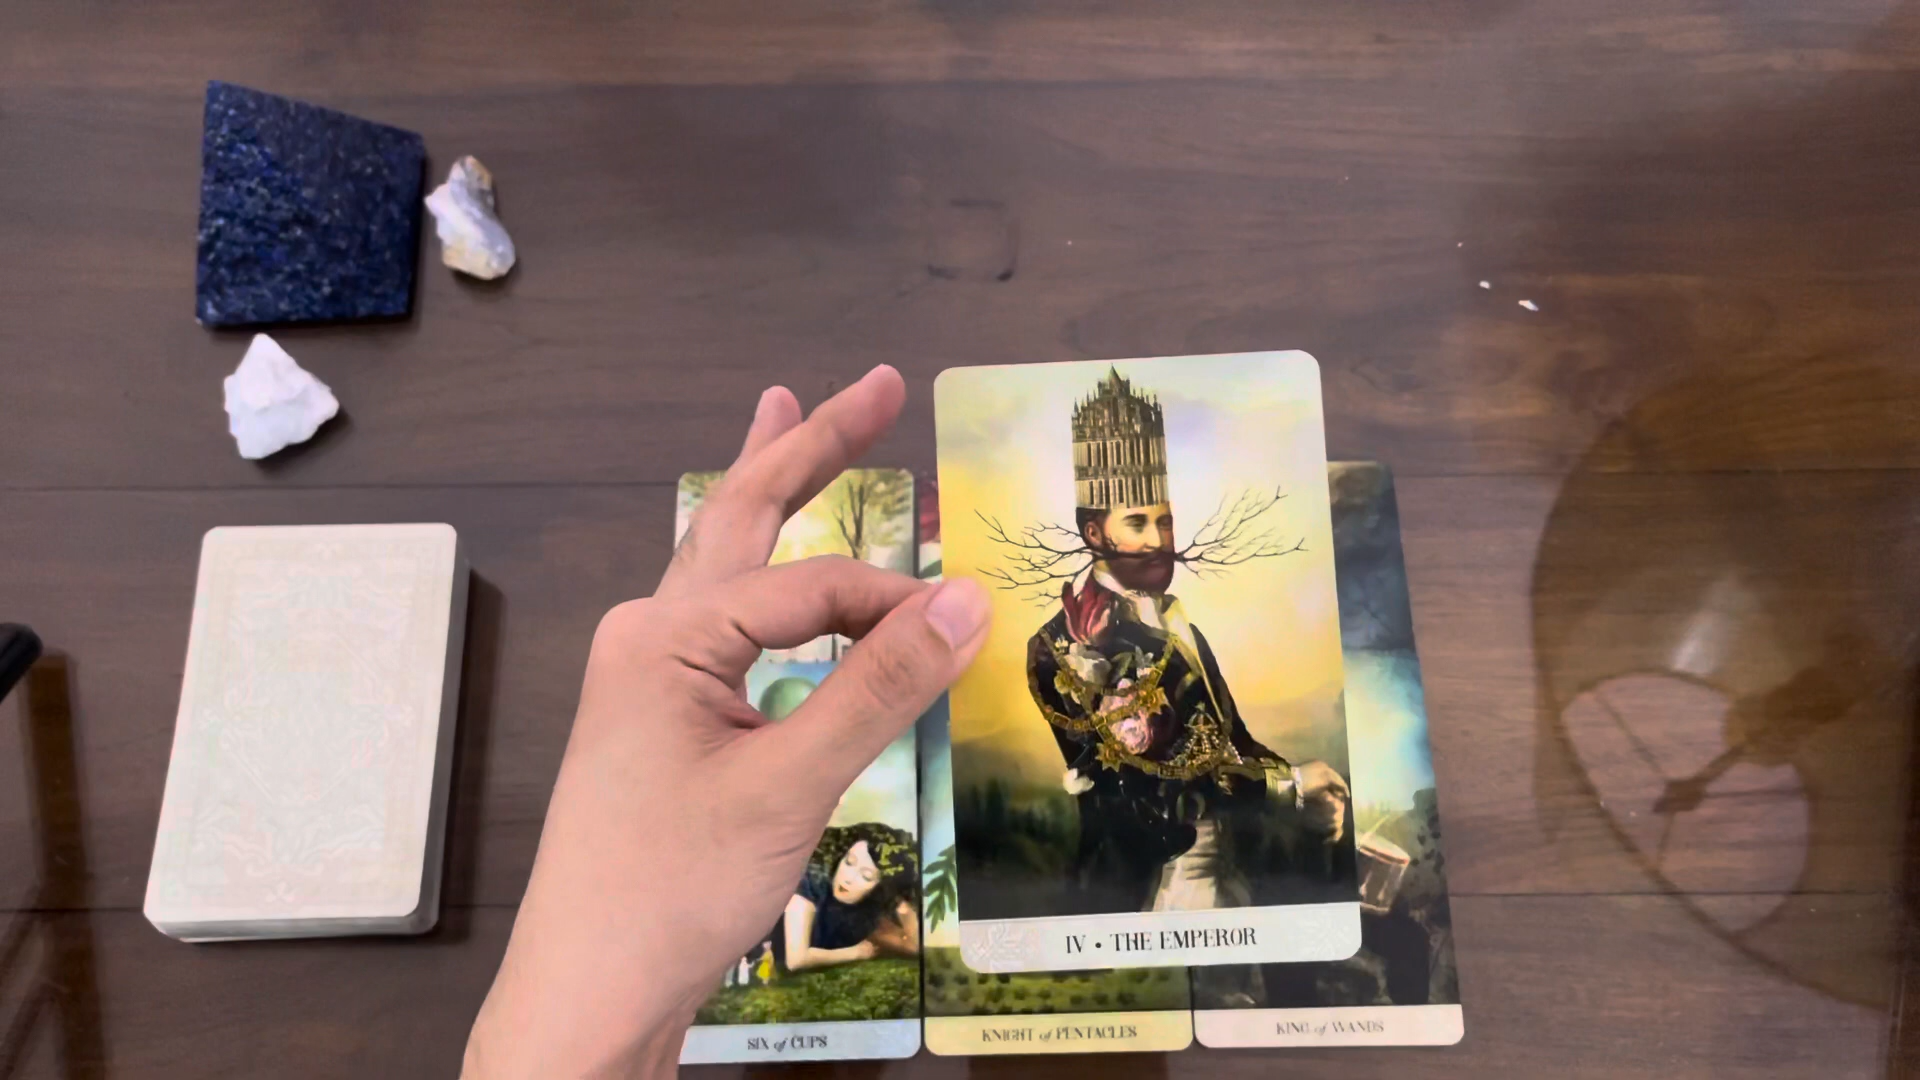 IV • THE EMPEROR
SIX of CUPS
KNIGHT of PENTACLES
KING of WANDS